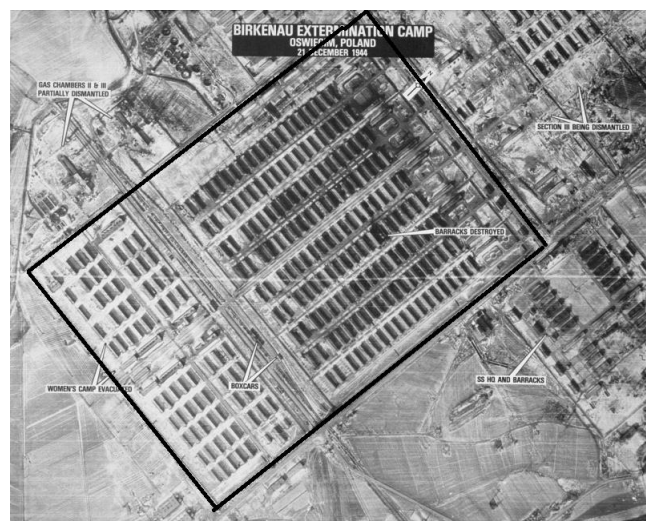 BIRKENAU EXTERMINATION CAMP
OSWIECIM, POLAND
21 DECEMBER 1944
GAS CHAMBERS II & III
PARTIALLY DISMANTLED
SECTION III BEING DISMANTLED
BARRACKS DESTROYED
SS HQ AND BARRACKS
BOXCARS
WOMEN'S CAMP EVACUATED